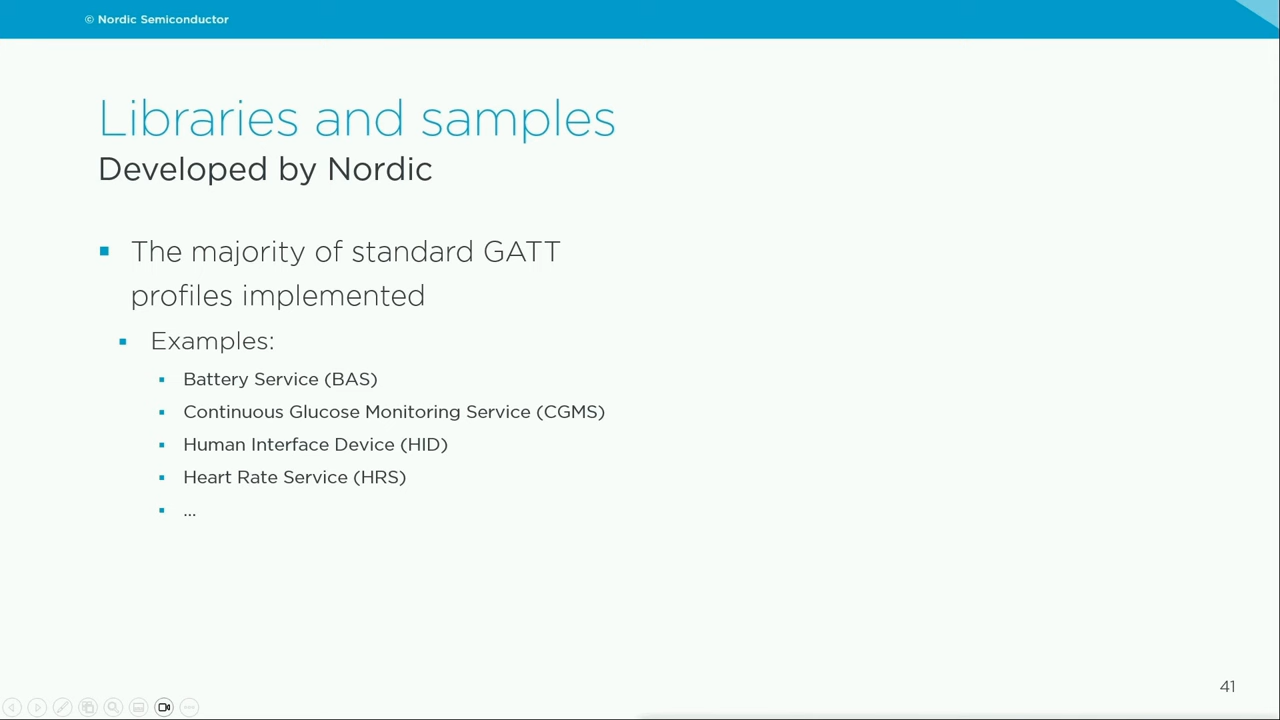 © Nordic Semiconductor
Libraries and samples
Developed by Nordic
The majority of standard GATT
profiles implemented
Examples:
Battery Service (BAS)
Continuous Glucose Monitoring Service (CGMS)
Human Interface Device (HID)
Heart Rate Service (HRS)
...
41